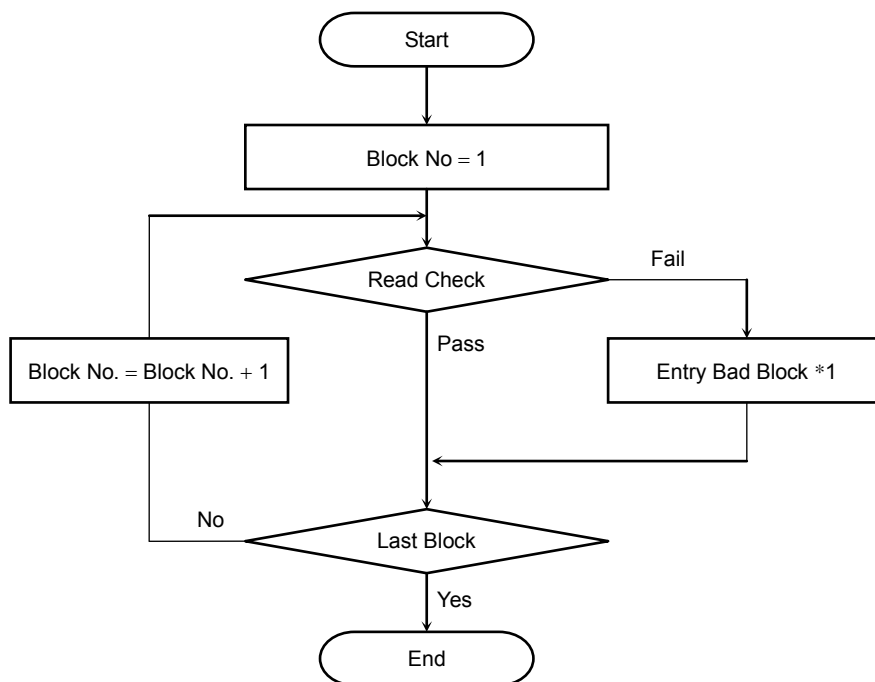 Start
Block No = 1
Read Check
Fail
Pass
Block No. = Block No. + 1
Entry Bad Block *1
No
Last Block
Yes
End